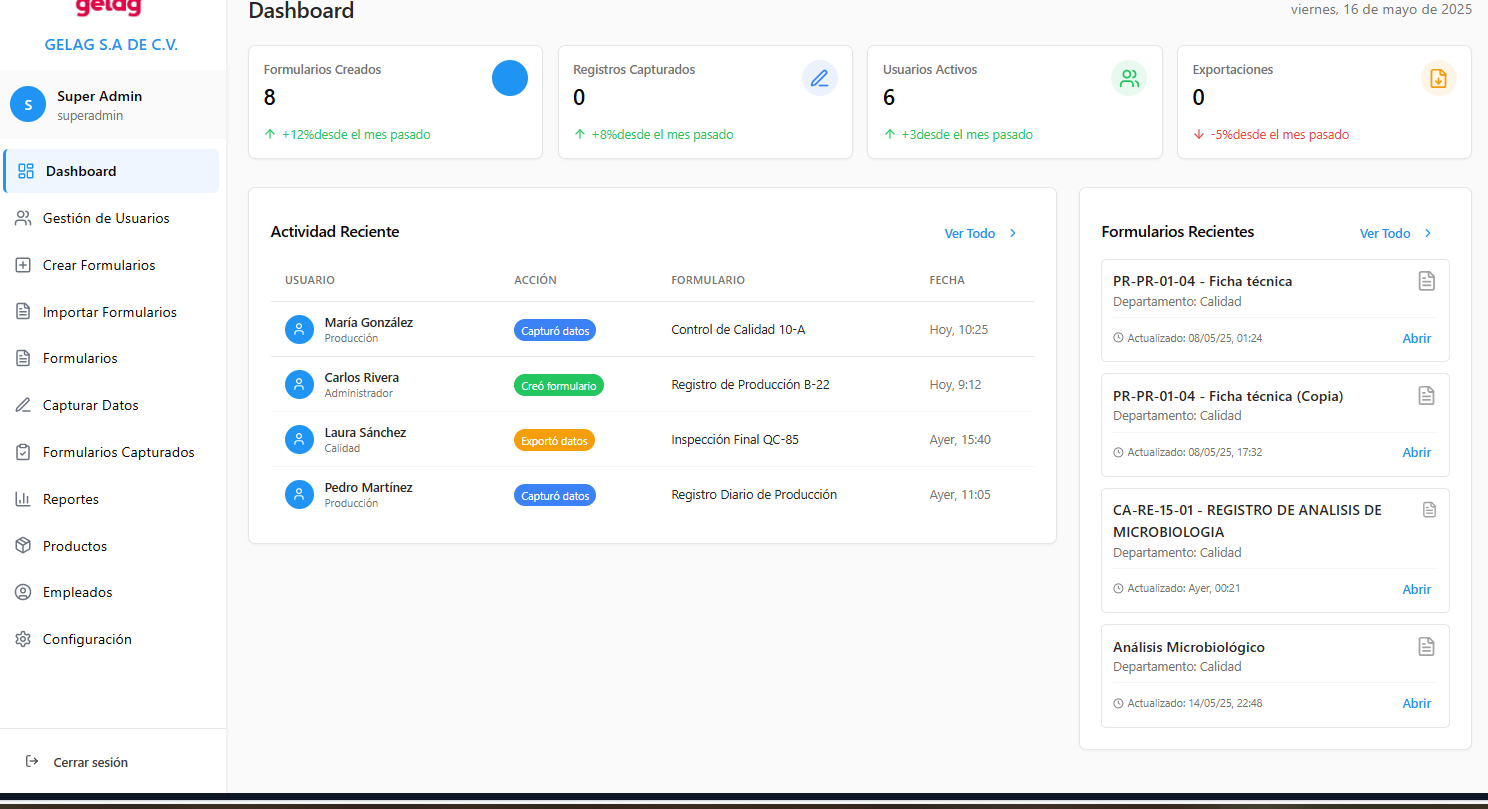 gelag
GELAG S.A DE C.V.
S
Super Admin
superadmin
Dashboard
Gestión de Usuarios
Crear Formularios
Importar Formularios
Formularios
Capturar Datos
Formularios Capturados
Reportes
Productos
Empleados
Configuración
Cerrar sesión
Dashboard
viernes, 16 de mayo de 2025
Formularios Creados
8
+12%desde el mes pasado
Registros Capturados
0
+8%desde el mes pasado
Usuarios Activos
6
+3desde el mes pasado
Exportaciones
0
-5%desde el mes pasado
Actividad Reciente
Ver Todo
USUARIO ACCIÓN FORMULARIO FECHA
María González
Producción
Capturó datos
Control de Calidad 10-A
Hoy, 10:25
Carlos Rivera
Administrador
Creó formulario
Registro de Producción B-22
Hoy, 9:12
Laura Sánchez
Calidad
Exportó datos
Inspección Final QC-85
Ayer, 15:40
Pedro Martínez
Producción
Capturó datos
Registro Diario de Producción
Ayer, 11:05
Formularios Recientes
Ver Todo
PR-PR-01-04 - Ficha técnica
Departamento: Calidad
Actualizado: 08/05/25, 01:24
Abrir
PR-PR-01-04 - Ficha técnica (Copia)
Departamento: Calidad
Actualizado: 08/05/25, 17:32
Abrir
CA-RE-15-01 - REGISTRO DE ANALISIS DE
MICROBIOLOGIA
Departamento: Calidad
Actualizado: Ayer, 00:21
Abrir
Análisis Microbiológico
Departamento: Calidad
Actualizado: 14/05/25, 22:48
Abrir